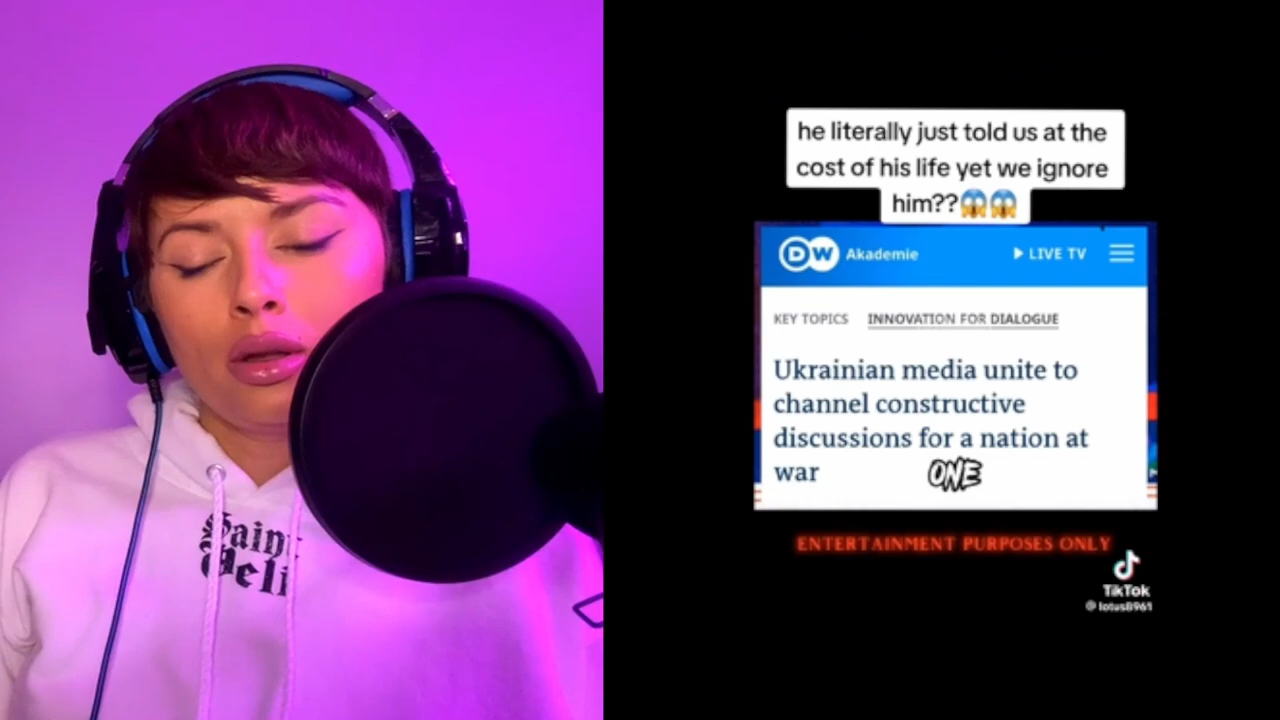 Saint
he literally just told us at the
cost of his life yet we ignore
him??😱😱
DW Akademie
LIVE TV
KEY TOPICS INNOVATION FOR DIALOGUE
Ukrainian media unite to
channel constructive
discussions for a nation at
war
ONE
ENTERTAINMENT PURPOSES ONLY
TikTok
@lotus8961